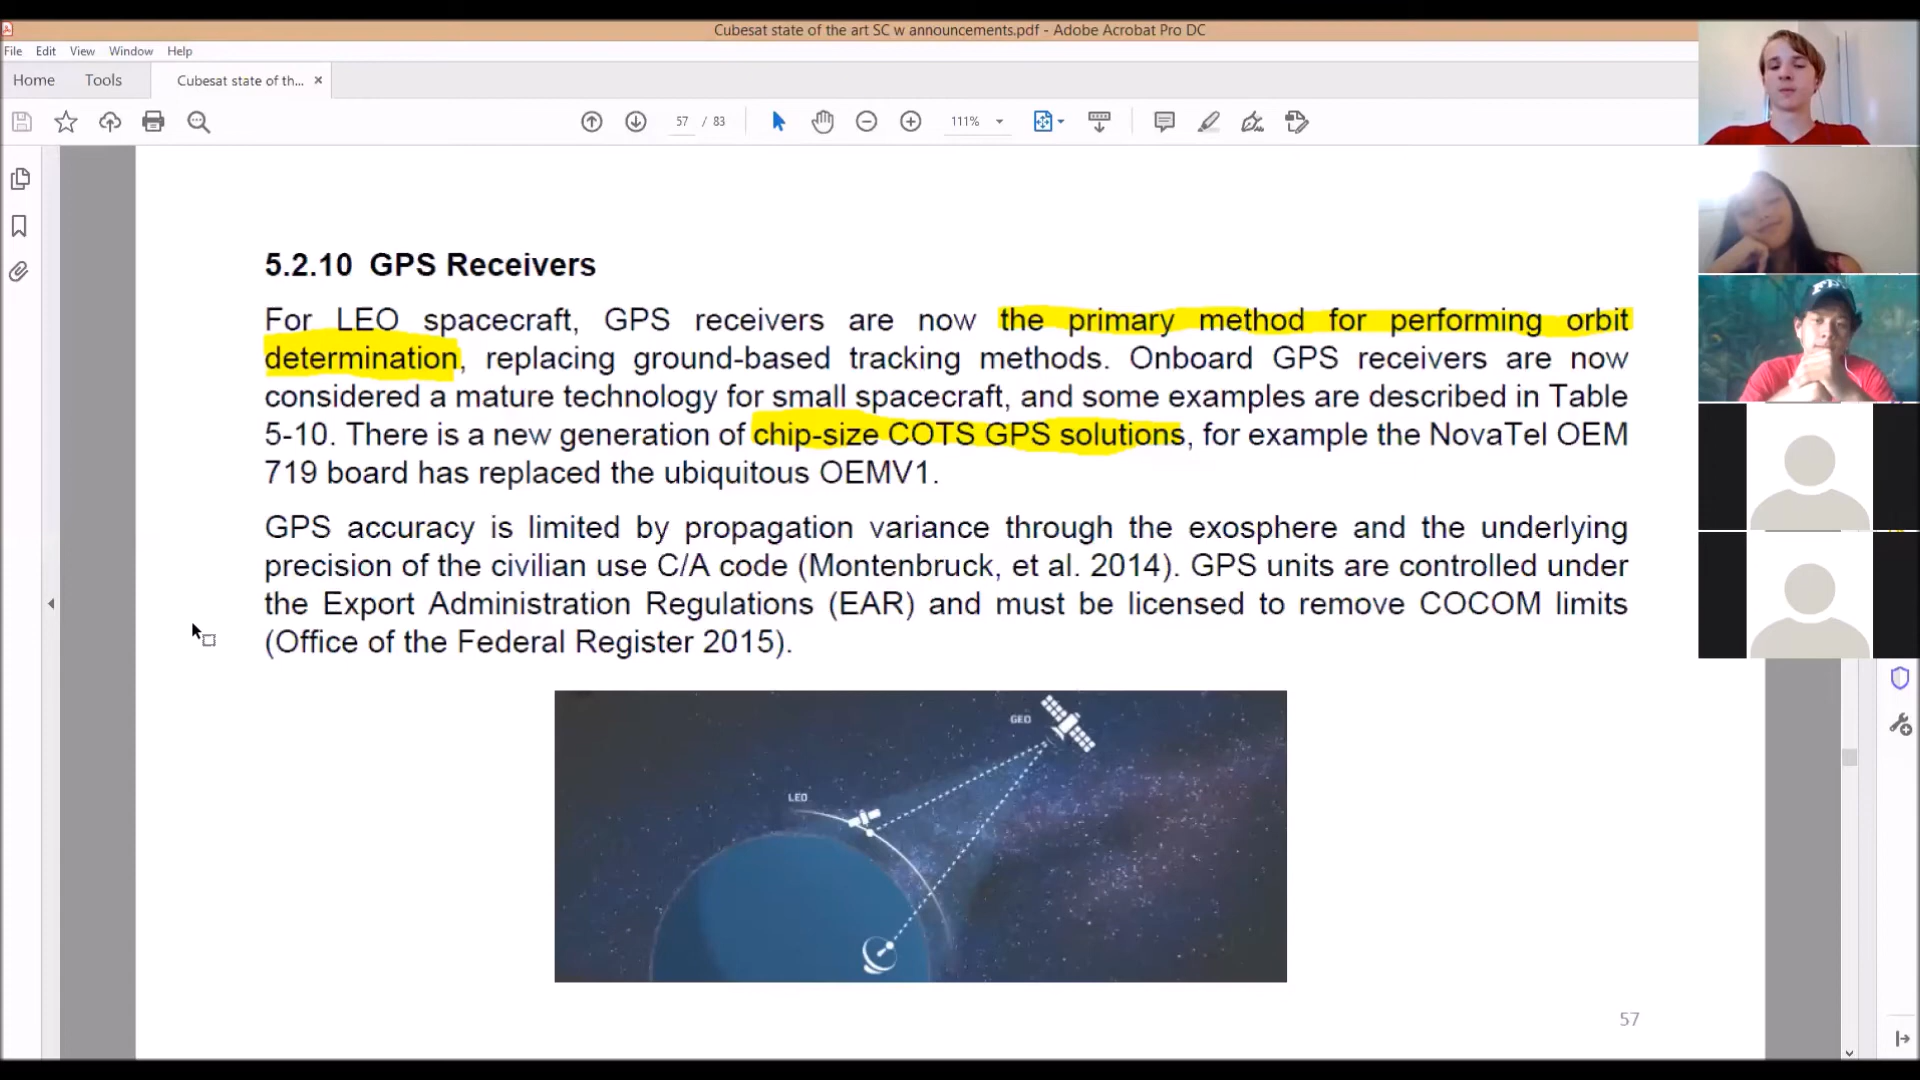 Cubesat state of the art SC w announcements.pdf - Adobe Acrobat Pro DC
File Edit View Window Help
Home Tools Cubesat state of th... ×
57 / 83 111%
5.2.10 GPS Receivers
For LEO spacecraft, GPS receivers are now the primary method for performing orbit
determination, replacing ground-based tracking methods. Onboard GPS receivers are now
considered a mature technology for small spacecraft, and some examples are described in Table
5-10. There is a new generation of chip-size COTS GPS solutions, for example the NovaTel OEM
719 board has replaced the ubiquitous OEMV1.
GPS accuracy is limited by propagation variance through the exosphere and the underlying
precision of the civilian use C/A code (Montenbruck, et al. 2014). GPS units are controlled under
the Export Administration Regulations (EAR) and must be licensed to remove COCOM limits
(Office of the Federal Register 2015).
GEO
LEO
57